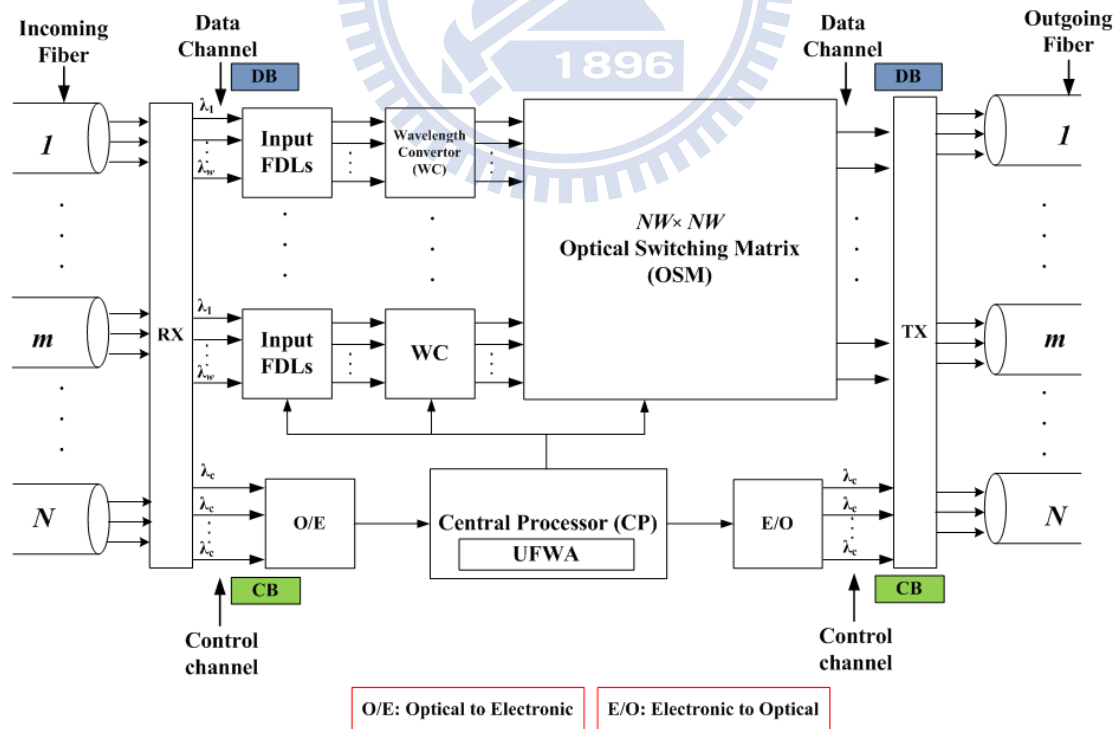 Incoming
Fiber
Data
Channel
DB
1896
Data
Channel
DB
Outgoing
Fiber
1
λ1
λw
Input
FDLs
Wavelength
Convertor
(WC)
NW× NW
Optical Switching Matrix
(OSM)
1
m
RX
λ1
λw
Input
FDLs
WC
TX
m
N
λc
λc
λc
O/E
Central Processor (CP)
UFWA
E/O
λc
λc
λc
N
CB
Control
channel
CB
Control
channel
O/E: Optical to Electronic
E/O: Electronic to Optical